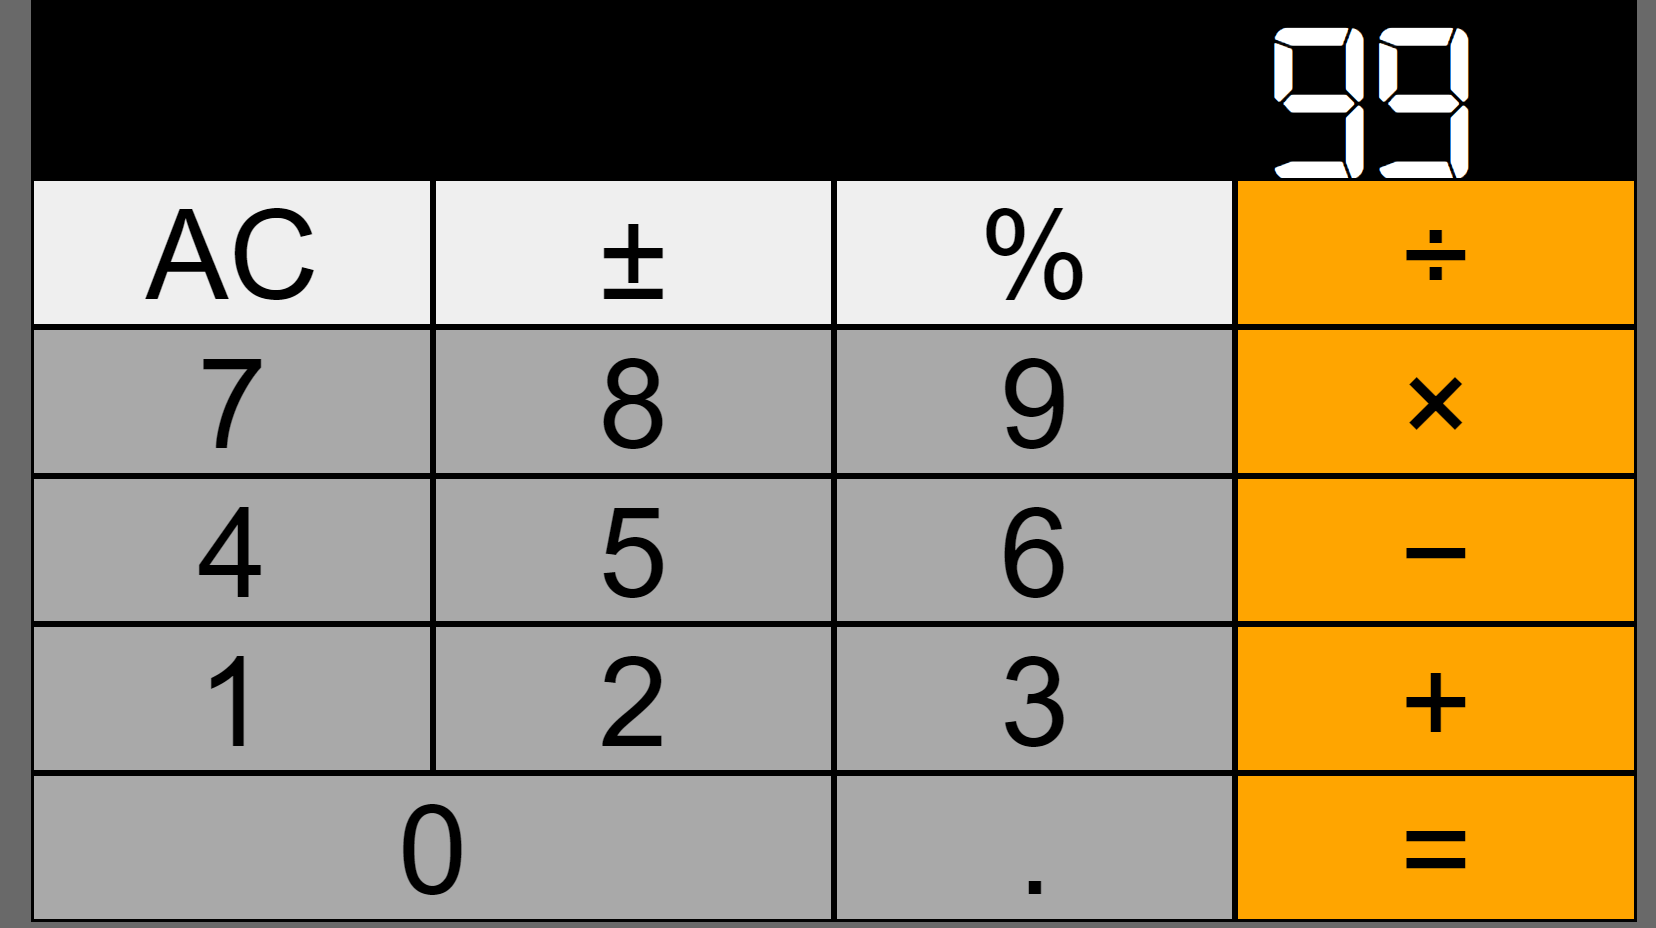 99
AC ± % ÷
7 8 9 ×
4 5 6 −
1 2 3 +
0 . =